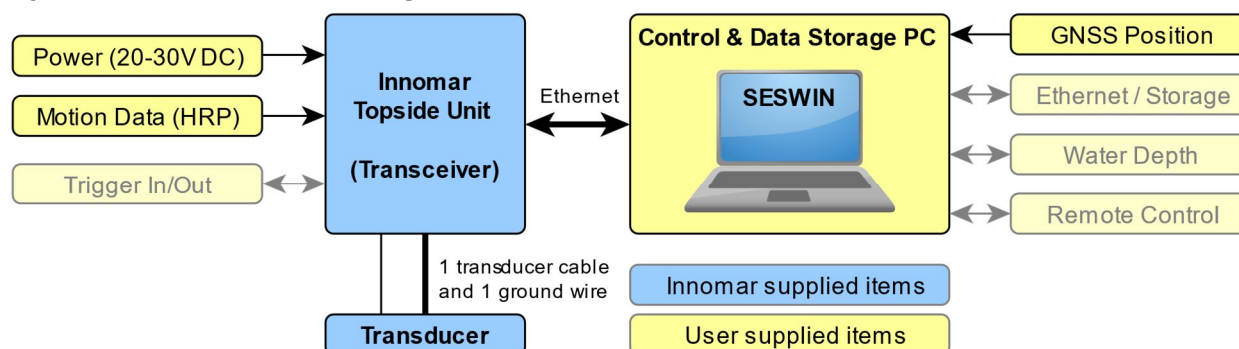 Power (20-30V DC)
Motion Data (HRP)
Trigger In/Out
Innomar
Topside Unit
(Transceiver)
Ethernet
Control & Data Storage PC
SESWIN
GNSS Position
Ethernet / Storage
Water Depth
Remote Control
1 transducer cable
and 1 ground wire
Transducer
Innomar supplied items
User supplied items